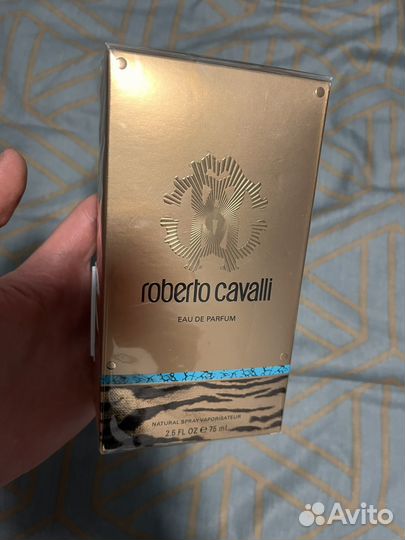 roberto cavalli
EAU DE PARFUM
NATURAL SPRAY/VAPORISATEUR
2.5 FL OZ e 75 ml
Avito